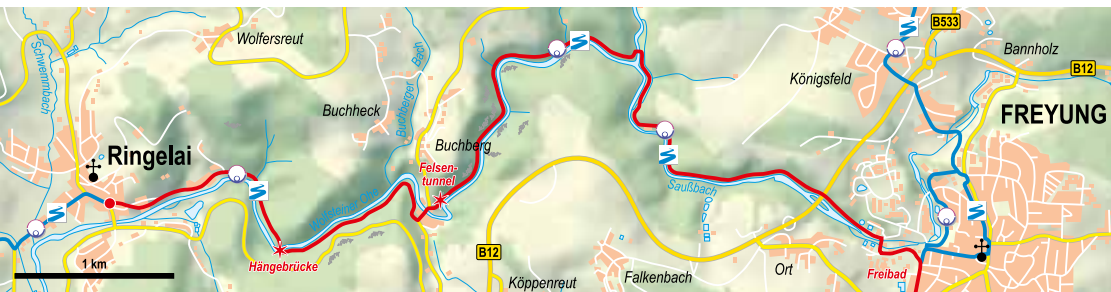 B533
Wolfersreut
Bannholz
B12
Schwemmbach
Königsfeld
Buchberger Bach
Buchheck
FREYUNG
Buchberg
Ringelai
Felsen-
tunnel
Saußbach
Wolfsteiner Ohe
Hängebrücke
1 km
B12
Köppenreut
Falkenbach
Ort
Freibad